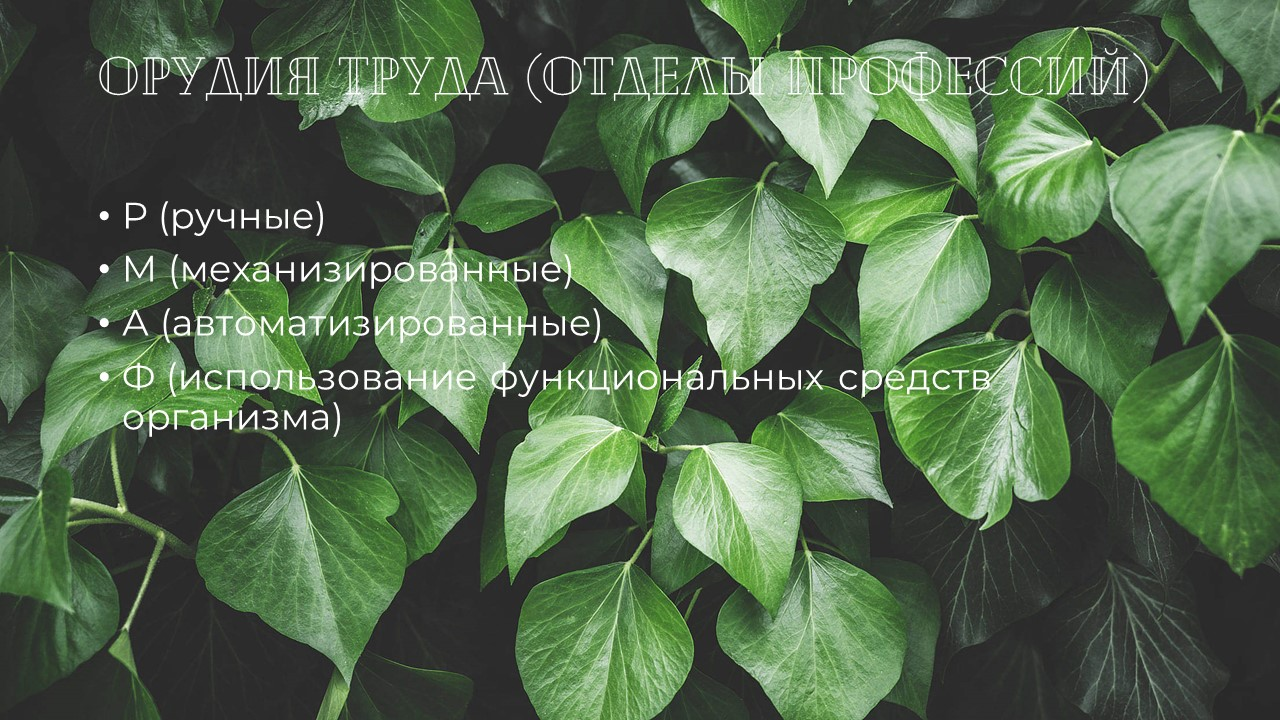 ОРУДИЯ ТРУДА (ОТДЕЛЫ ПРОФЕССИЙ)
• Р (ручные)
• М (механизированные)
• А (автоматизированные)
• Ф (использование функциональных средств
организма)